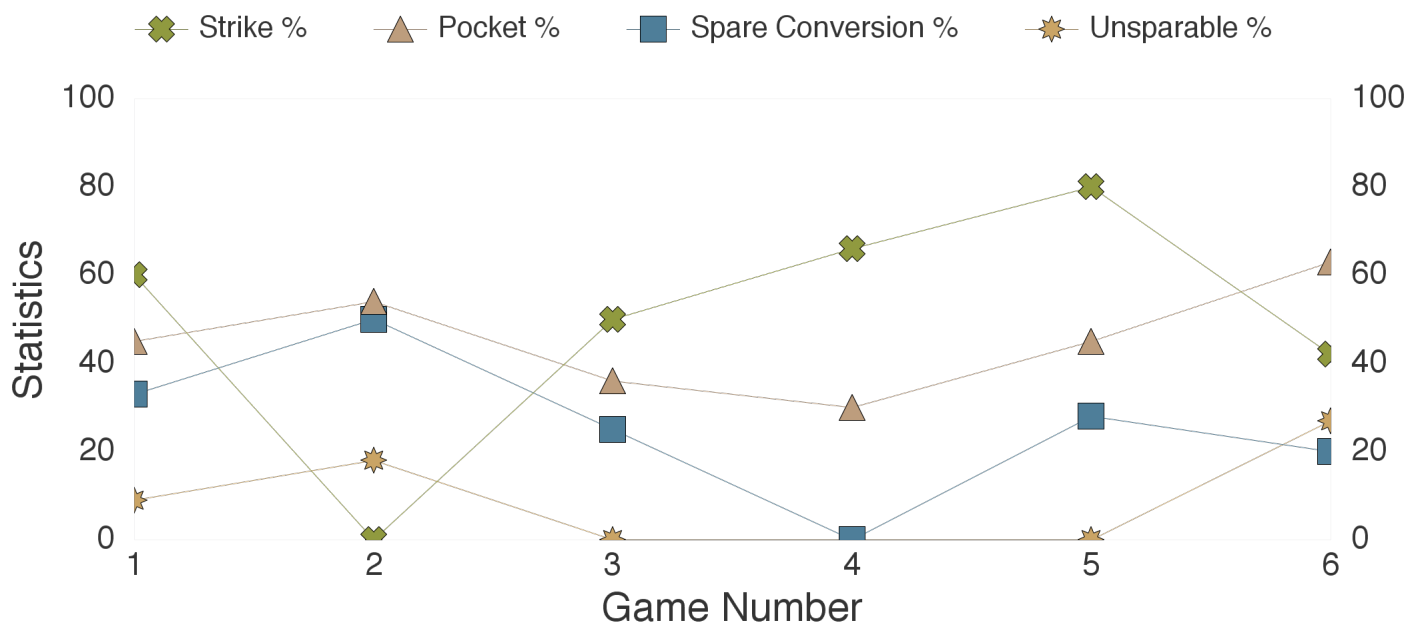 Strike % Pocket % Spare Conversion % Unsparable %
100 100
80 80
60 60
40 40
20 20
0 0
Statistics
1 2 3 4 5 6
Game Number